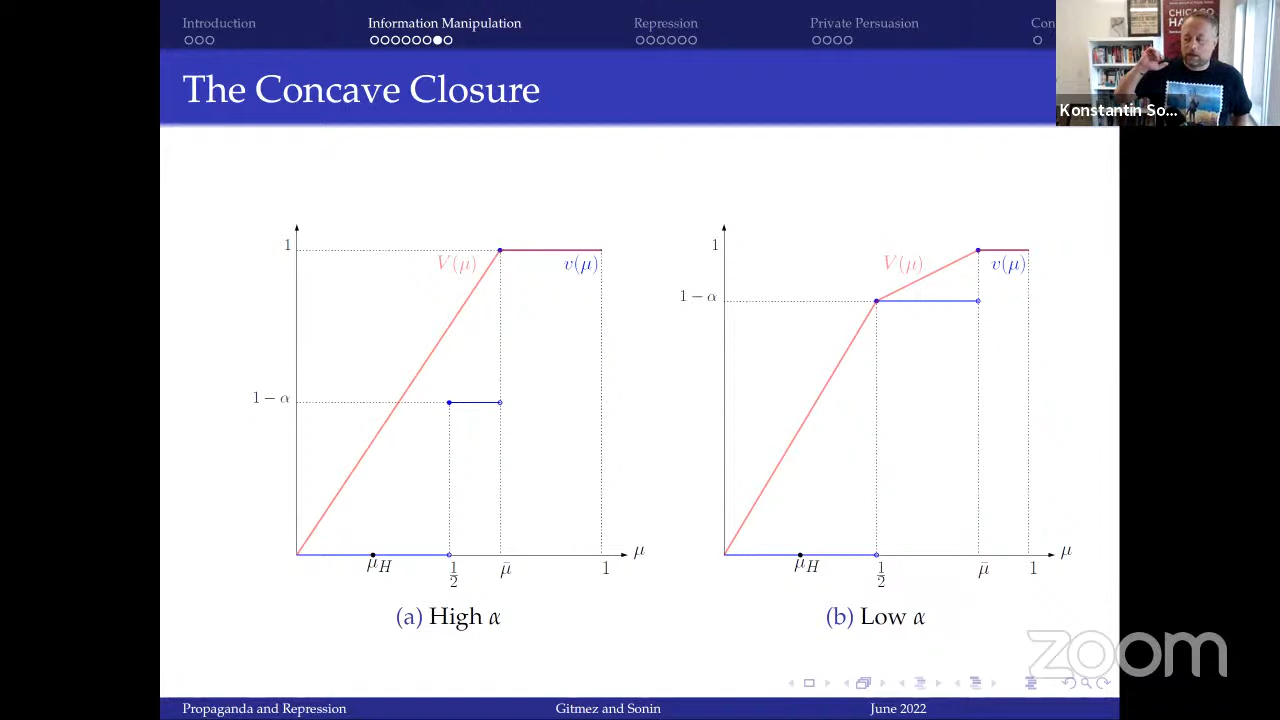 Introduction
Information Manipulation
Repression
Private Persuasion
Con
The Concave Closure
CHICAGO
Konstantin So...
1
V(μ)
v(μ)
1 − α
μ_H
1/2
μ̄
1
μ
(a) High α
1
V(μ)
v(μ)
1 − α
μ_H
1/2
μ̄
1
μ
(b) Low α
zoom
Propaganda and Repression
Gitmez and Sonin
June 2022